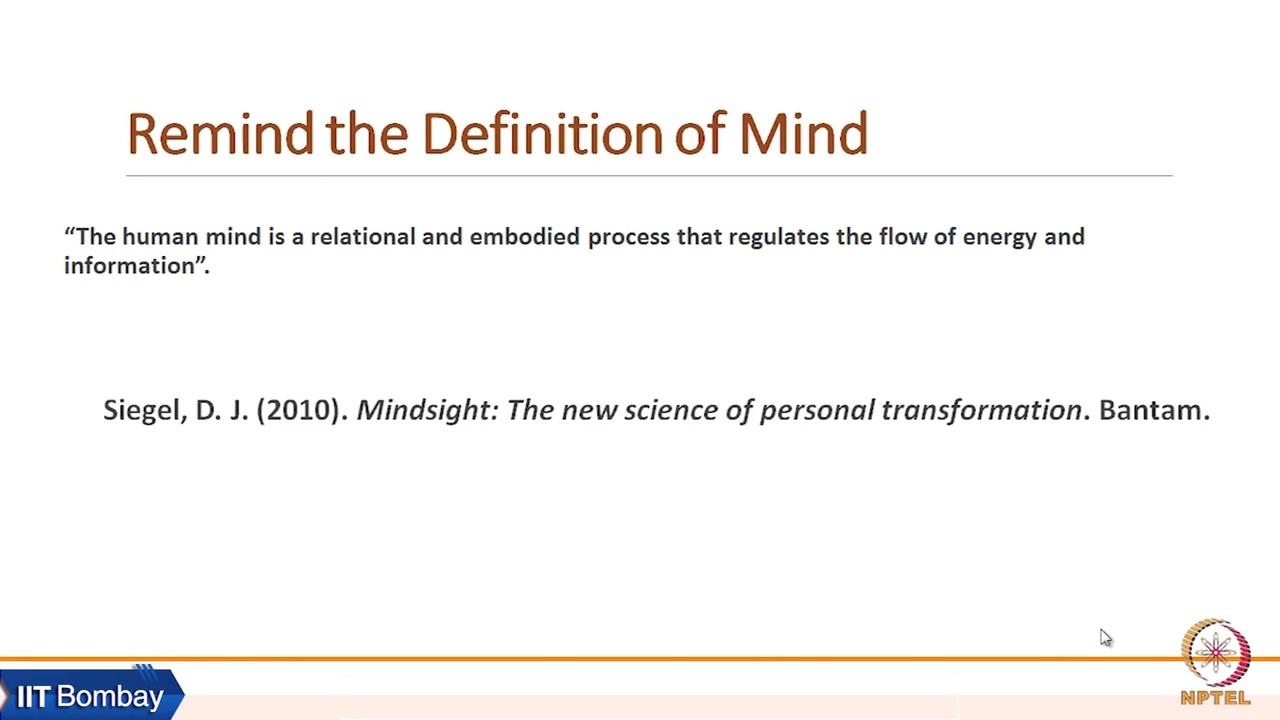 Remind the Definition of Mind
“The human mind is a relational and embodied process that regulates the flow of energy and
information”.
Siegel, D. J. (2010). Mindsight: The new science of personal transformation. Bantam.
IIT Bombay
NPTEL